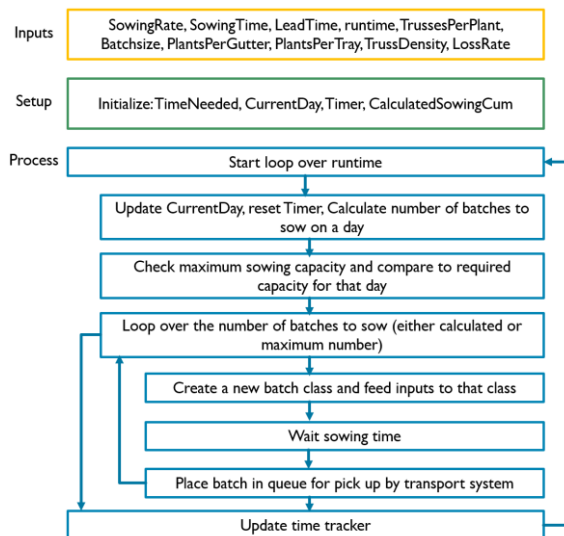 Inputs
SowingRate, SowingTime, LeadTime, runtime, TrussesPerPlant,
Batchsize, PlantsPerGutter, PlantsPerTray, TrussDensity, LossRate
Setup
Initialize: TimeNeeded, CurrentDay, Timer, CalculatedSowingCum
Process
Start loop over runtime
Update CurrentDay, reset Timer, Calculate number of batches to
sow on a day
Check maximum sowing capacity and compare to required
capacity for that day
Loop over the number of batches to sow (either calculated or
maximum number)
Create a new batch class and feed inputs to that class
Wait sowing time
Place batch in queue for pick up by transport system
Update time tracker